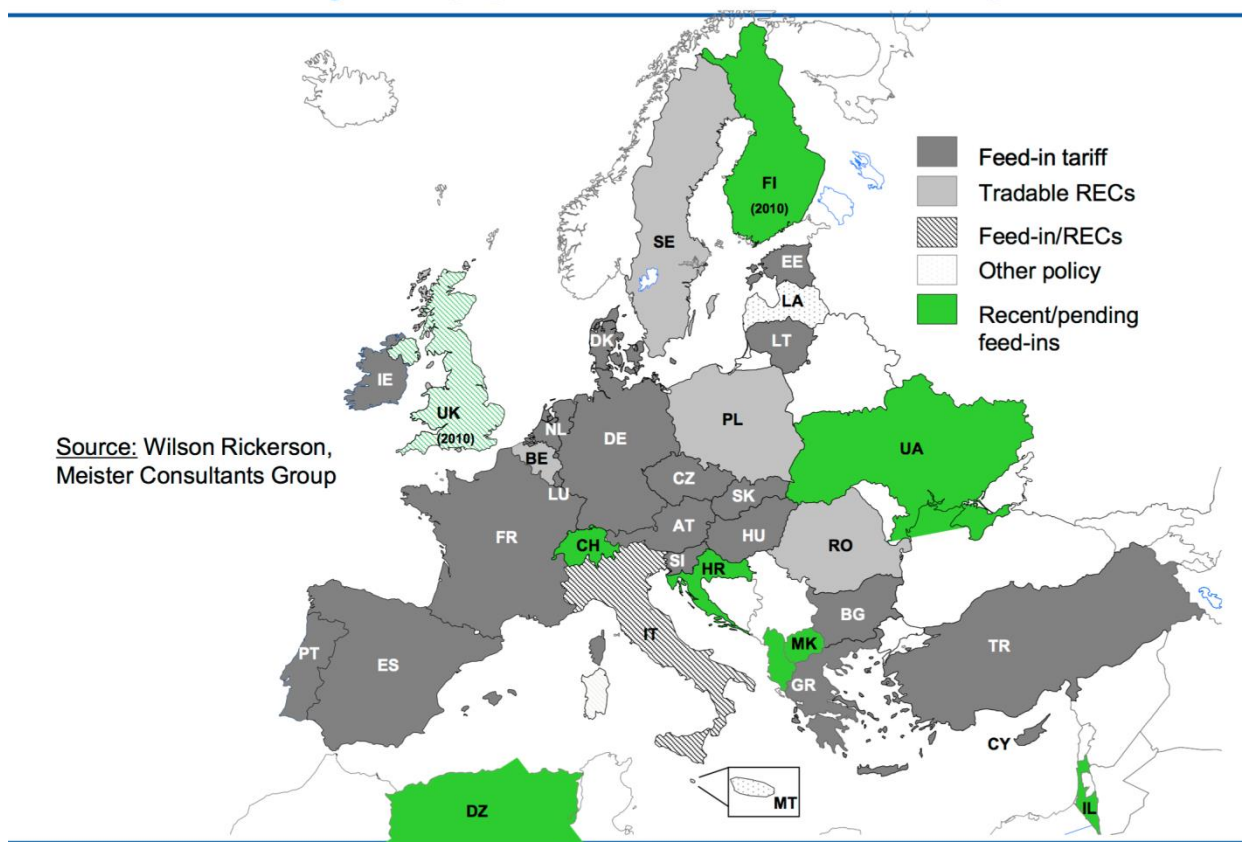 Feed-in tariff
Tradable RECs
Feed-in/RECs
Other policy
Recent/pending
feed-ins
FI
(2010)
SE
EE
LA
LT
DK
IE
UK
(2010)
NL
DE
PL
BE
LU
CZ
SK
UA
Source: Wilson Rickerson,
Meister Consultants Group
FR
AT
HU
CH
SI
HR
RO
IT
BG
MK
PT
ES
GR
TR
CY
MT
DZ
IL